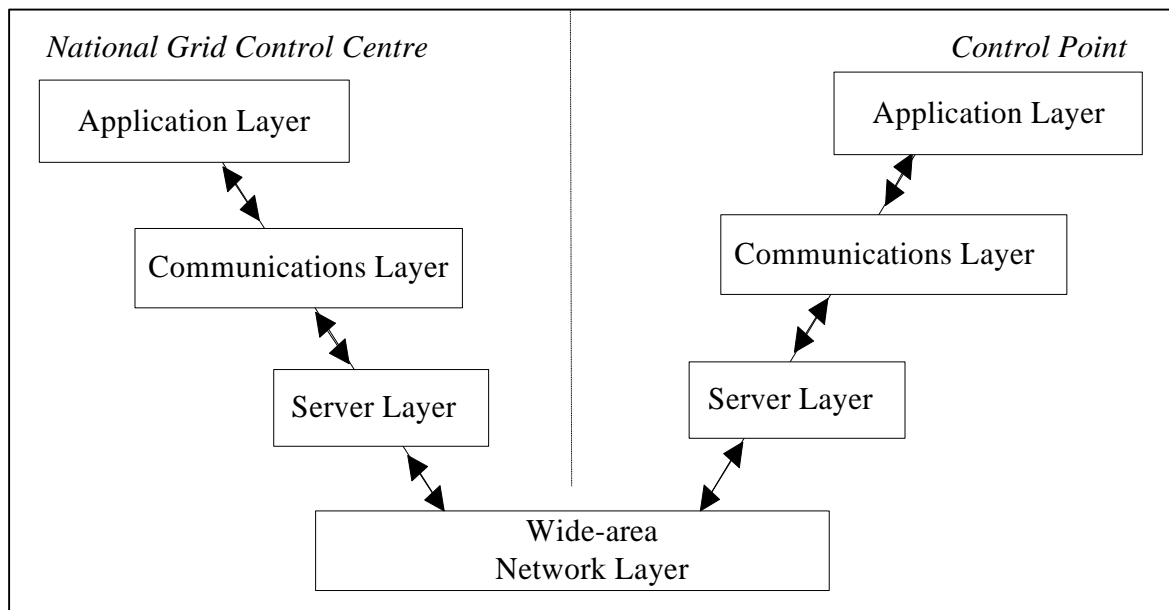 National Grid Control Centre
Control Point
Application Layer
Application Layer
Communications Layer
Communications Layer
Server Layer
Server Layer
Wide-area
Network Layer